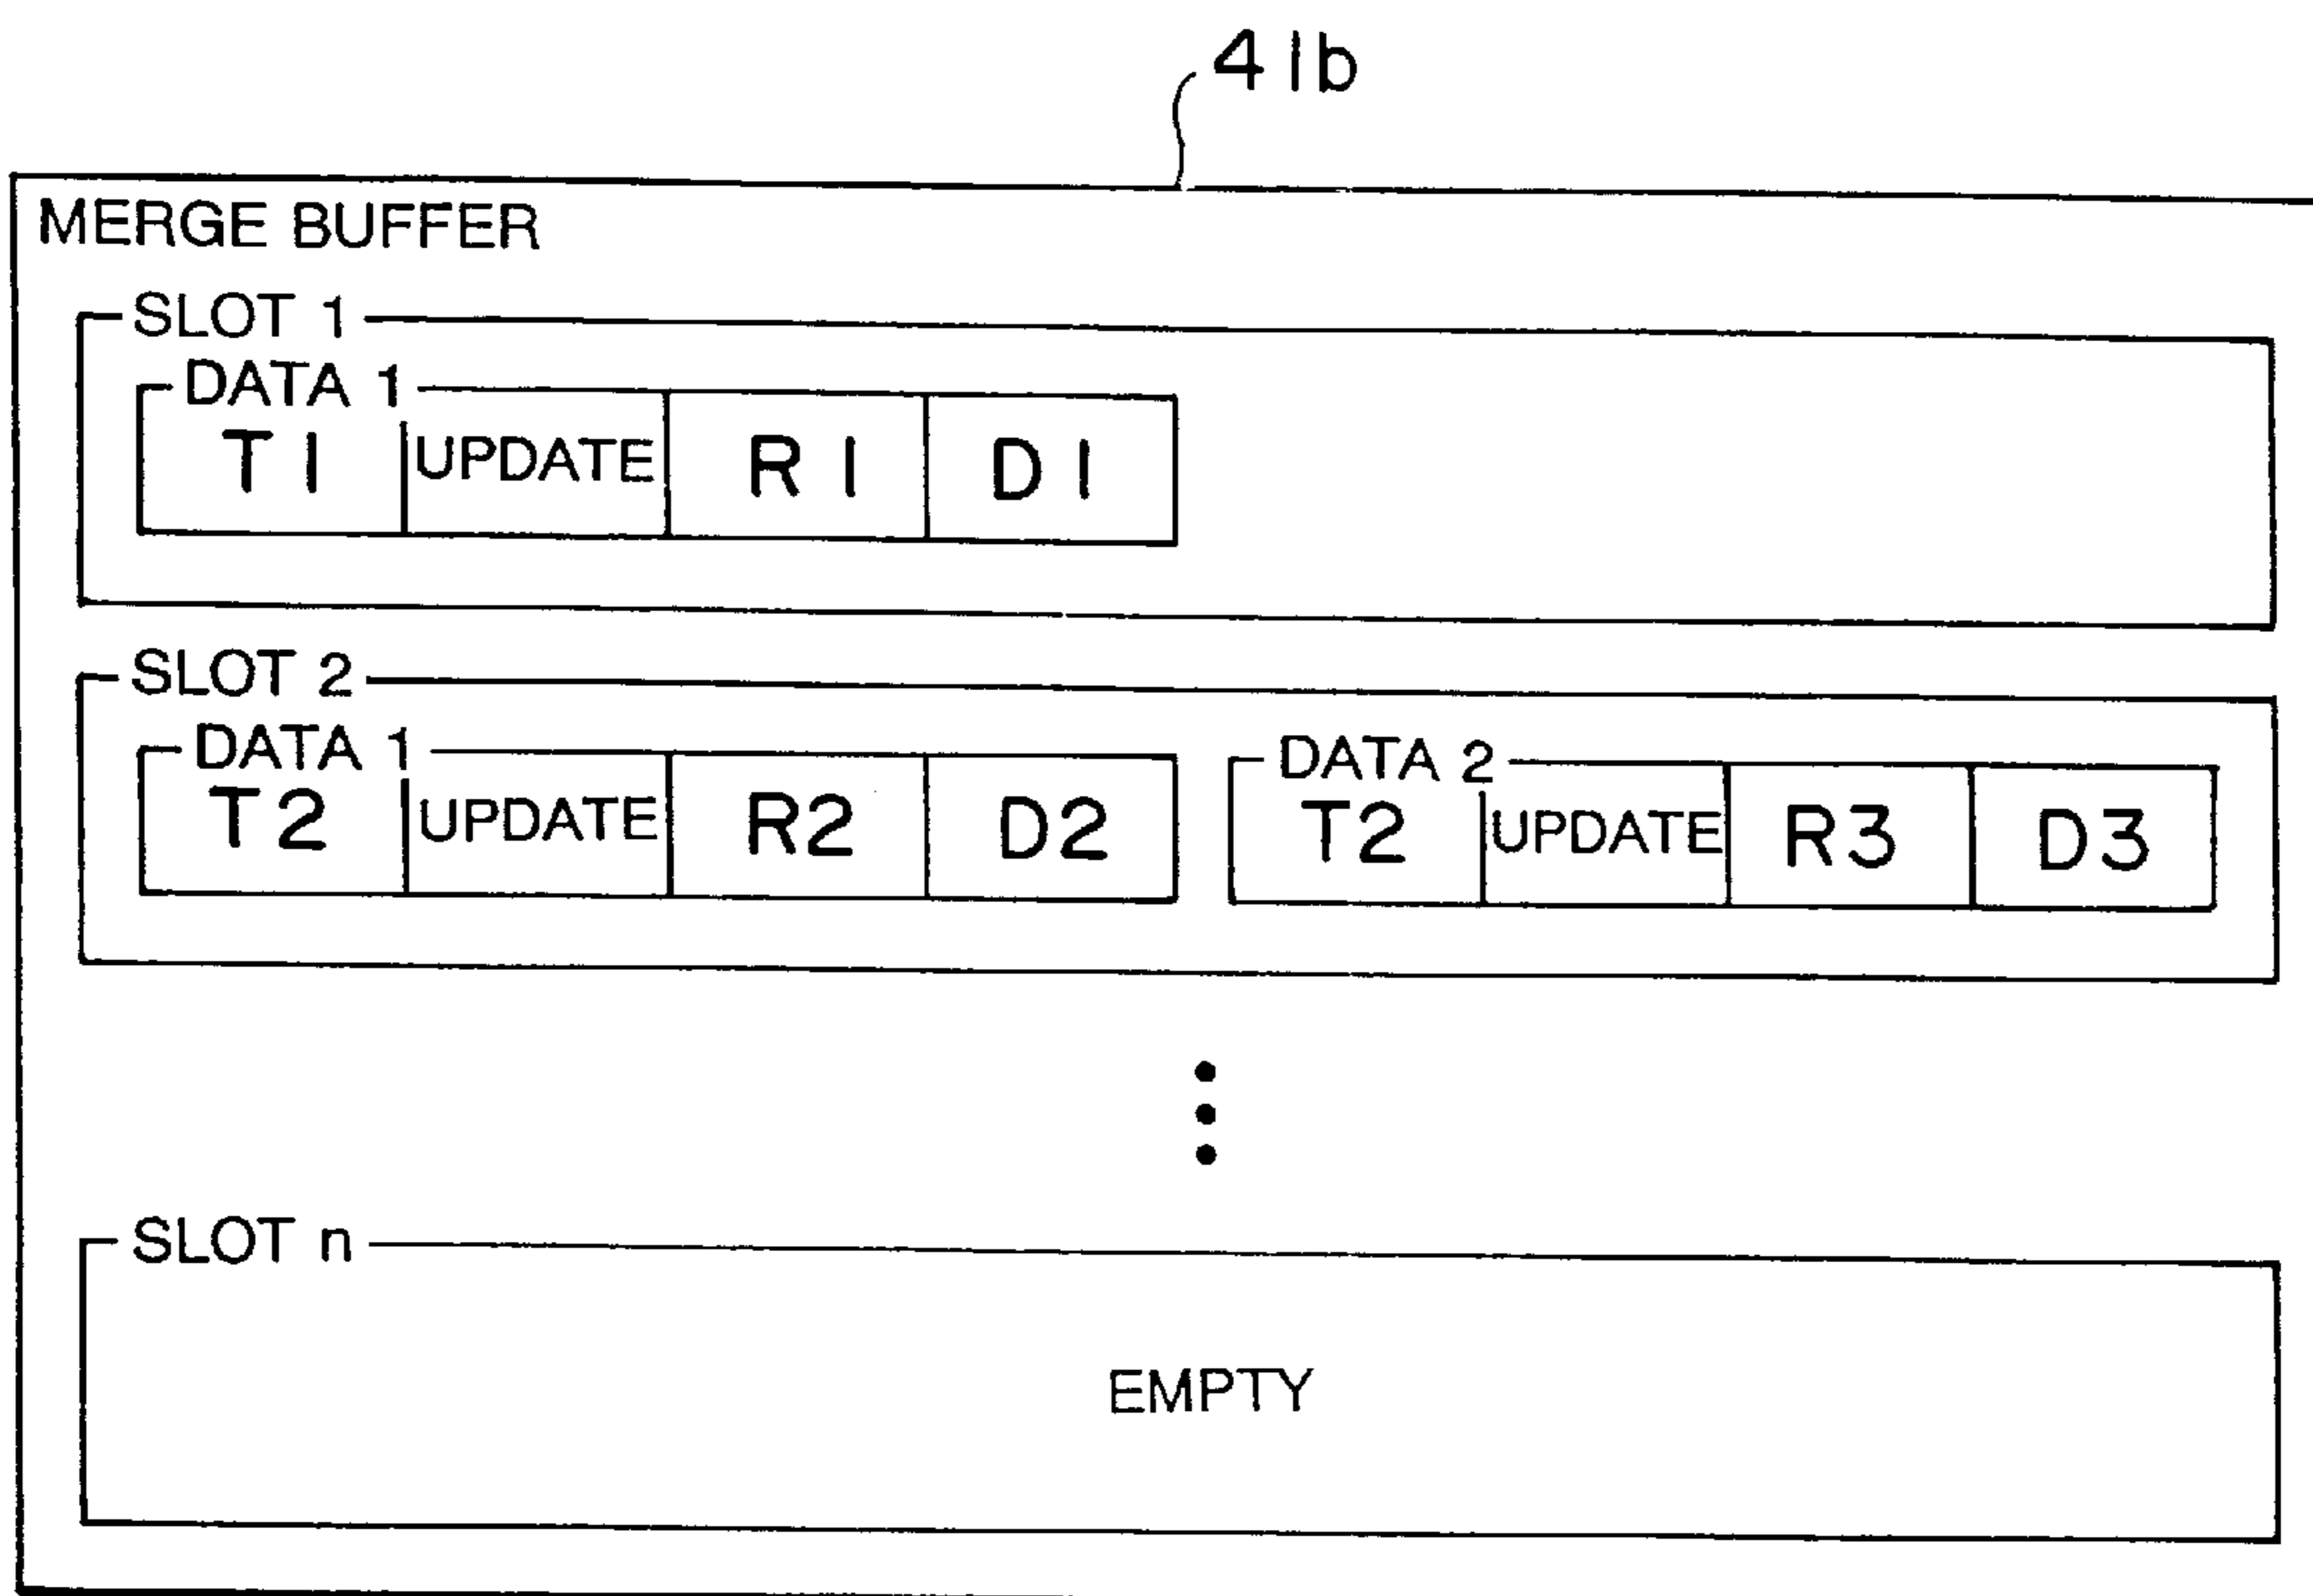 41b
MERGE BUFFER
SLOT 1
DATA 1
T1 UPDATE R1 D1
SLOT 2
DATA 1 DATA 2
T2 UPDATE R2 D2 T2 UPDATE R3 D3
SLOT n
EMPTY